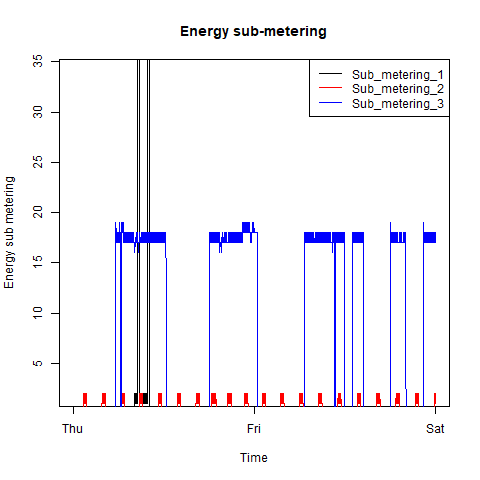 Energy sub-metering
Sub_metering_1
Sub_metering_2
Sub_metering_3
Energy sub metering
35
30
25
20
15
10
5
Thu
Fri
Sat
Time